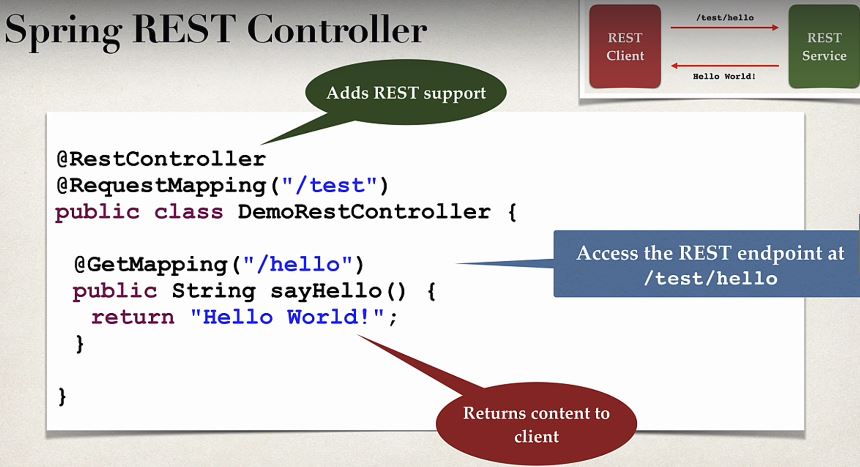 Spring REST Controller
REST
Client
/test/hello
Hello World!
REST
Service
Adds REST support
@RestController
@RequestMapping("/test")
public class DemoRestController {
@GetMapping("/hello")
public String sayHello() {
return "Hello World!";
}
}
Access the REST endpoint at
/test/hello
Returns content to
client